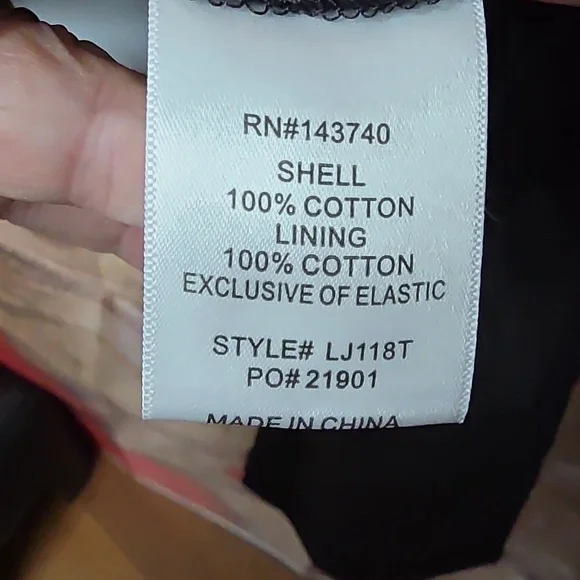 RN#143740
SHELL
100% COTTON
LINING
100% COTTON
EXCLUSIVE OF ELASTIC
STYLE# LJ118T
PO# 21901
MADE IN CHINA